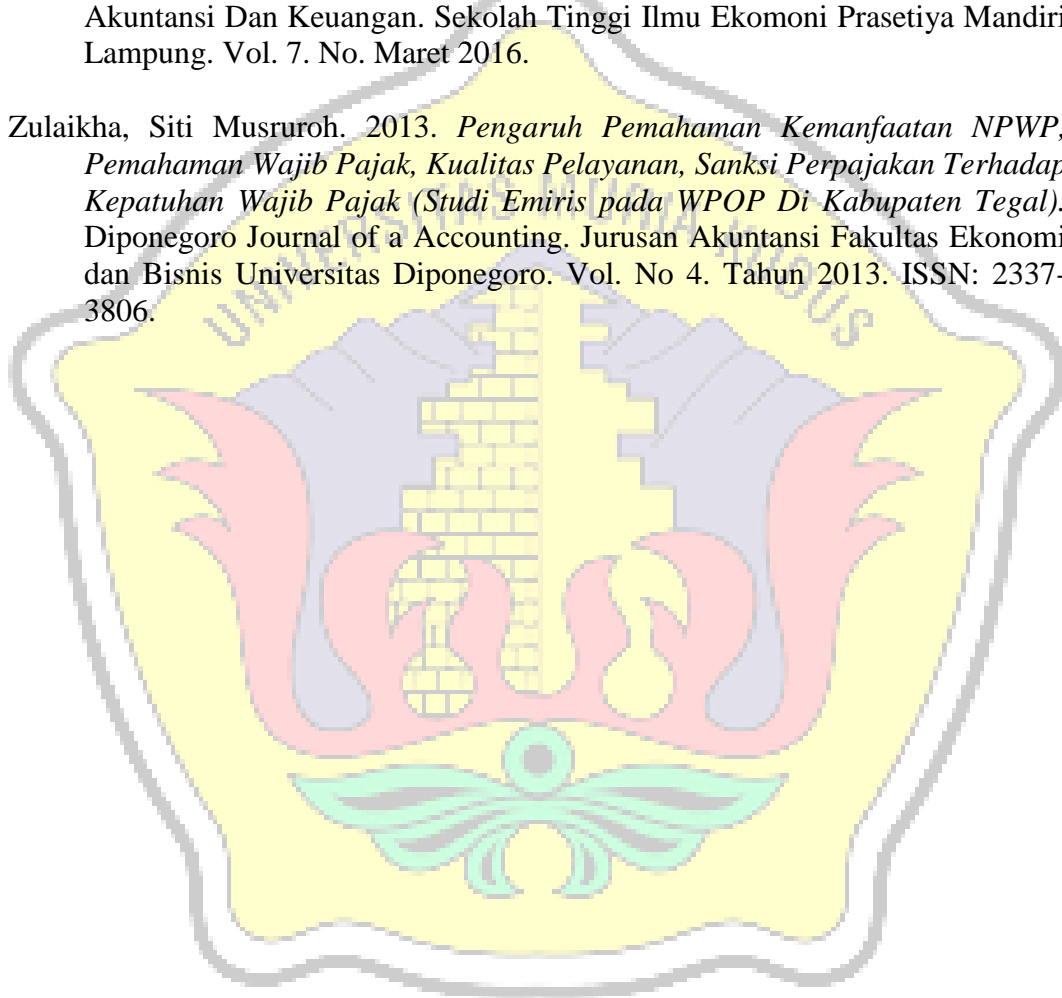 Akuntansi Dan Keuangan. Sekolah Tinggi Ilmu Ekomoni Prasetiya Mandiri
Lampung. Vol. 7. No. Maret 2016.
Zulaikha, Siti Musruroh. 2013. Pengaruh Pemahaman Kemanfaatan NPWP,
Pemahaman Wajib Pajak, Kualitas Pelayanan, Sanksi Perpajakan Terhadap
Kepatuhan Wajib Pajak (Studi Emiris pada WPOP Di Kabupaten Tegal).
Diponegoro Journal of a Accounting. Jurusan Akuntansi Fakultas Ekonomi
dan Bisnis Universitas Diponegoro. Vol. No 4. Tahun 2013. ISSN: 2337-
3806.
UNIVERSITAS MURIA KUDUS